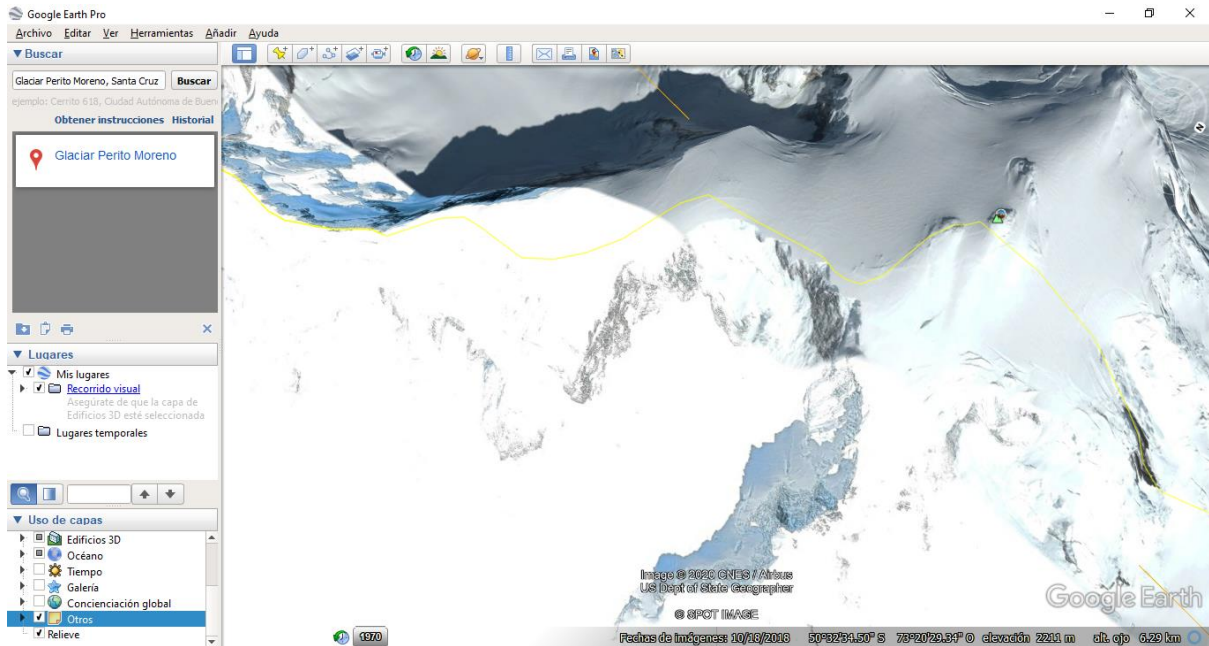 Google Earth Pro
Archivo Editar Ver Herramientas Añadir Ayuda
Buscar
Glaciar Perito Moreno, Santa Cruz Buscar
ejemplo: Cerrito 618, Ciudad Autónoma de Buen
Obtener instrucciones Historial
Glaciar Perito Moreno
Lugares
Mis lugares
Recorrido visual
Asegúrate de que la capa de
Edificios 3D esté seleccionada
Lugares temporales
Uso de capas
Edificios 3D
Océano
Tiempo
Galería
Concienciación global
Otros
Relieve
N
Image © 2020 CNES / Airbus
US Dept of State Geographer
© SPOT IMAGE
Google Earth
1970
Fechas de imágenes: 10/18/2018 50°32'34.50" S 73°20'29.34" O elevación 2211 m alt. ojo 6.29 km